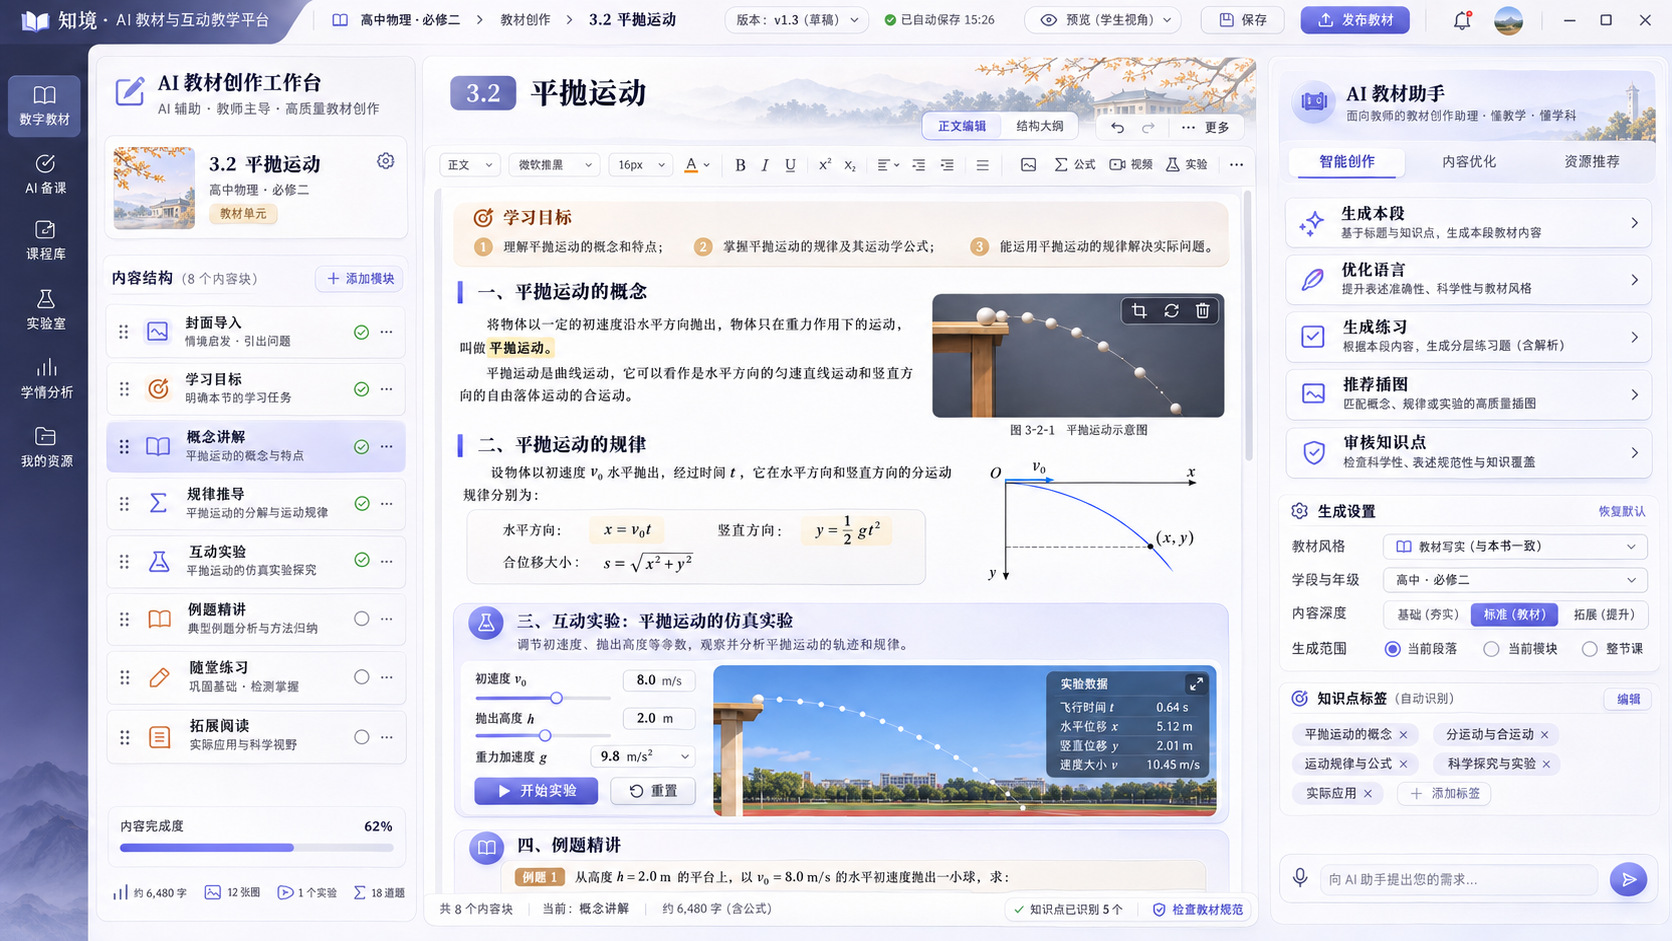 知境 · AI 教材与互动教学平台
高中物理 · 必修二 > 教材创作 > 3.2 平抛运动
版本：v1.3 (草稿)
已自动保存 15:26
预览 (学生视角)
保存
发布教材
数字教材
AI 备课
课程库
实验室
学情分析
我的资源
AI 教材创作工作台
AI 辅助 · 教师主导 · 高质量教材创作
3.2 平抛运动
高中物理 · 必修二
教材单元
内容结构 (8 个内容块)
添加模块
封面导入
情境启发 · 引出问题
学习目标
明确本节的学习任务
概念讲解
平抛运动的概念与特点
规律推导
平抛运动的分解与运动规律
互动实验
平抛运动的仿真实验探究
例题精讲
典型例题分析与方法归纳
随堂练习
巩固基础 · 检测掌握
拓展阅读
实际应用与科学视野
内容完成度 62%
约 6,480 字 12 张图 1 个实验 18 道题
3.2 平抛运动
正文编辑 结构大纲
··· 更多
正文 微软雅黑 16px A B I U x² x₂ 公式 视频 实验 ···
学习目标
1 理解平抛运动的概念和特点；
2 掌握平抛运动的规律及其运动学公式；
3 能运用平抛运动的规律解决实际问题。
一、平抛运动的概念
将物体以一定的初速度沿水平方向抛出，物体只在重力作用下的运动，
叫做 平抛运动。
平抛运动是曲线运动，它可以看作是水平方向的匀速直线运动和竖直方
向的自由落体运动的合运动。
图 3-2-1 平抛运动示意图
二、平抛运动的规律
设物体以初速度 v₀ 水平抛出，经过时间 t，它在水平方向和竖直方向的分运动
规律分别为：
水平方向： x = v₀t 竖直方向： y = 1/2 gt²
合位移大小： s = √(x² + y²)
O v₀ x
(x, y)
y
三、互动实验：平抛运动的仿真实验
调节初速度、抛出高度等参数，观察并分析平抛运动的轨迹和规律。
初速度 v₀ 8.0 m/s
抛出高度 h 2.0 m
重力加速度 g 9.8 m/s²
开始实验 重置
实验数据
飞行时间 t 0.64 s
水平位移 x 5.12 m
竖直位移 y 2.01 m
速度大小 v 10.45 m/s
四、例题精讲
例题 1 从高度 h = 2.0 m 的平台上，以 v₀ = 8.0 m/s 的水平初速度抛出一小球，求：
共 8 个内容块 当前：概念讲解 约 6,480 字 (含公式)
知识点已识别 5 个
检查教材规范
AI 教材助手
面向教师的教材创作助理 · 懂教学 · 懂学科
智能创作 内容优化 资源推荐
生成本段
基于标题与知识点，生成本段教材内容
优化语言
提升表述准确性、科学性与教材风格
生成练习
根据本段内容，生成分层练习题 (含解析)
推荐插图
匹配概念、规律或实验的高质量插图
审核知识点
检查科学性、表述规范性与知识覆盖
生成设置 恢复默认
教材风格 教材写实 (与本书一致)
学段与年级 高中 · 必修二
内容深度 基础 (夯实) 标准 (教材) 拓展 (提升)
生成范围 当前段落 当前模块 整节课
知识点标签 (自动识别) 编辑
平抛运动的概念 × 分运动与合运动 ×
运动规律与公式 × 科学探究与实验 ×
实际应用 × 添加标签
向 AI 助手提出您的需求...